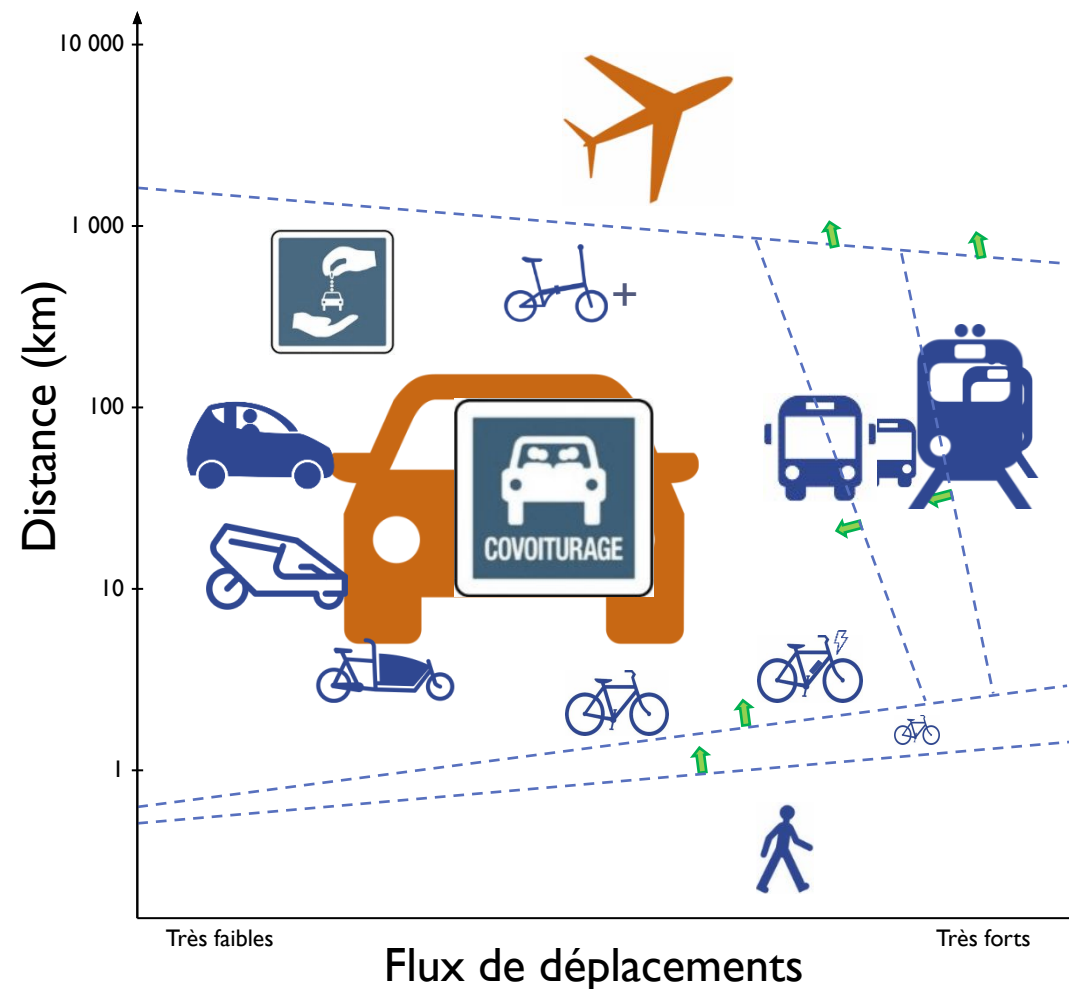 10 000
1 000
100
10
1
Distance (km)
+
COVOITURAGE
Très faibles
Très forts
Flux de déplacements